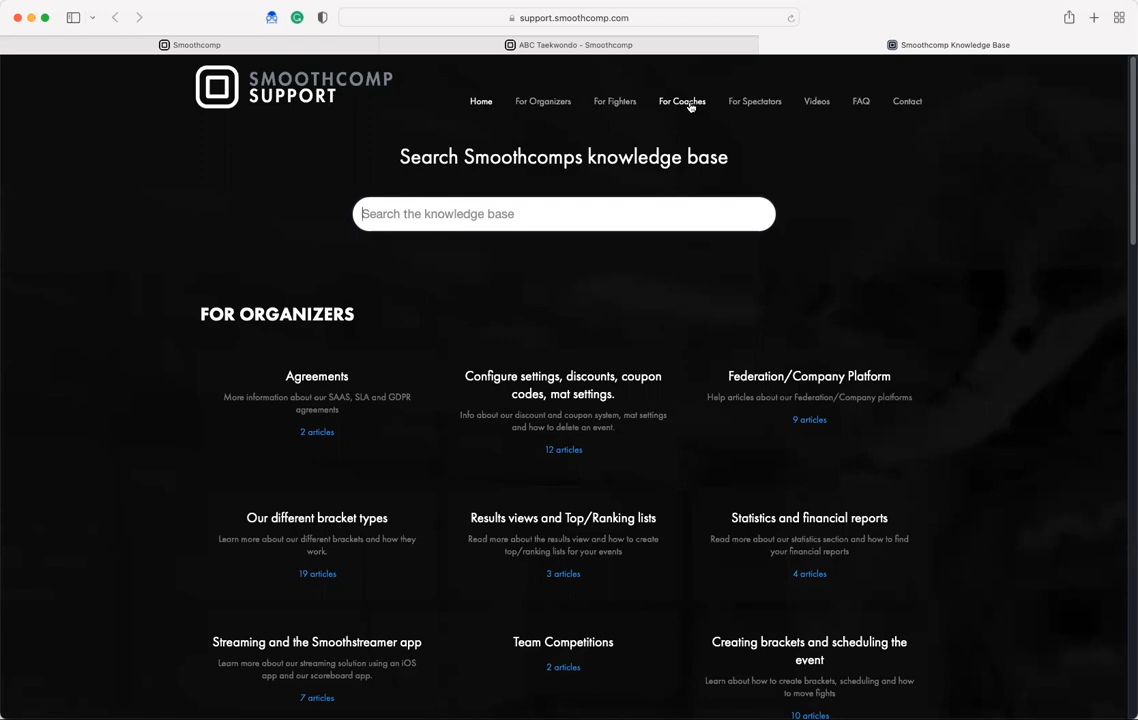 support.smoothcomp.com
Smoothcomp
ABC Taekwondo - Smoothcomp
Smoothcomp Knowledge Base
SMOOTHCOMP
SUPPORT
Home
For Organizers
For Fighters
For Coaches
For Spectators
Videos
FAQ
Contact
Search Smoothcomps knowledge base
Search the knowledge base
FOR ORGANIZERS
Agreements
More information about our SAAS, SLA and GDPR
agreements
2 articles
Configure settings, discounts, coupon
codes, mat settings.
Info about our discount and coupon system, mat settings
and how to delete an event.
12 articles
Federation/Company Platform
Help articles about our Federation/Company platforms
9 articles
Our different bracket types
Learn more about our different brackets and how they
work.
19 articles
Results views and Top/Ranking lists
Read more about the results view and how to create
top/ranking lists for your events
3 articles
Statistics and financial reports
Read more about our statistics section and how to find
your financial reports
4 articles
Streaming and the Smoothstreamer app
Learn more about our streaming solution using an iOS
app and our scoreboard app.
7 articles
Team Competitions
2 articles
Creating brackets and scheduling the
event
Learn about how to create brackets, scheduling and how
to move fights
10 articles